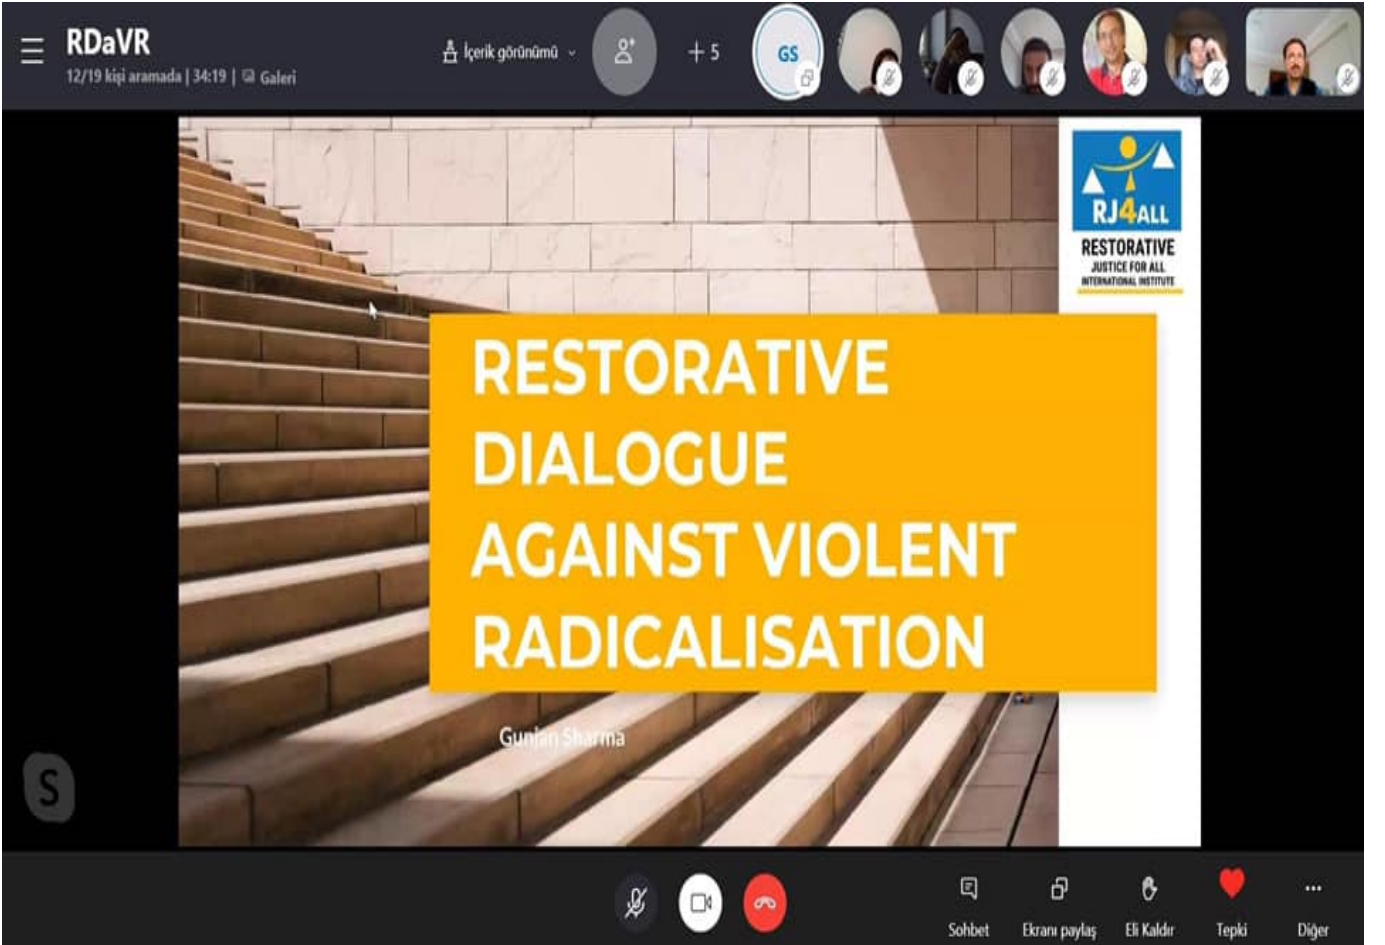 RDaVR
12/19 kişi aramada | 34:19 | Galeri
İçerik görünümü
+5
GS
RJ4ALL
RESTORATIVE
JUSTICE FOR ALL
INTERNATIONAL INSTITUTE
RESTORATIVE
DIALOGUE
AGAINST VIOLENT
RADICALISATION
Gunjan Sharma
S
Sohbet
Ekranı paylaş
Eli Kaldır
Tepki
Diğer